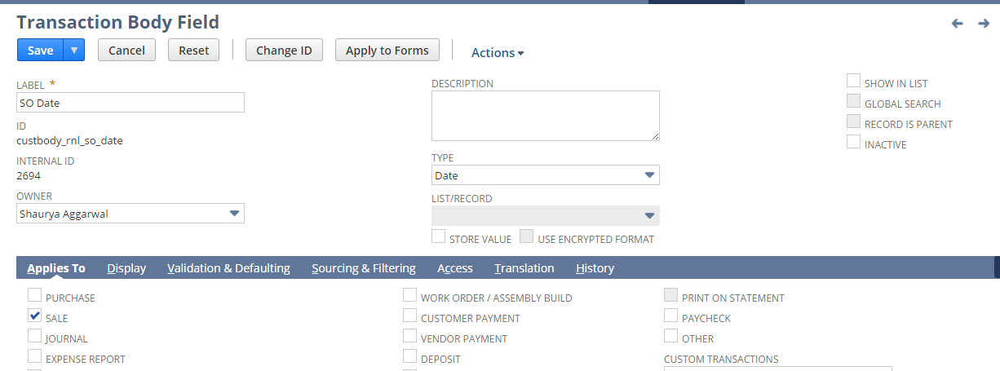 Transaction Body Field
Save Cancel Reset Change ID Apply to Forms Actions
LABEL *
SO Date
ID
custbody_rnl_so_date
INTERNAL ID
2694
OWNER
Shaurya Aggarwal
DESCRIPTION
TYPE
Date
LIST/RECORD
STORE VALUE USE ENCRYPTED FORMAT
SHOW IN LIST
GLOBAL SEARCH
RECORD IS PARENT
INACTIVE
Applies To Display Validation & Defaulting Sourcing & Filtering Access Translation History
PURCHASE
SALE
JOURNAL
EXPENSE REPORT
WORK ORDER / ASSEMBLY BUILD
CUSTOMER PAYMENT
VENDOR PAYMENT
DEPOSIT
PRINT ON STATEMENT
PAYCHECK
OTHER
CUSTOM TRANSACTIONS